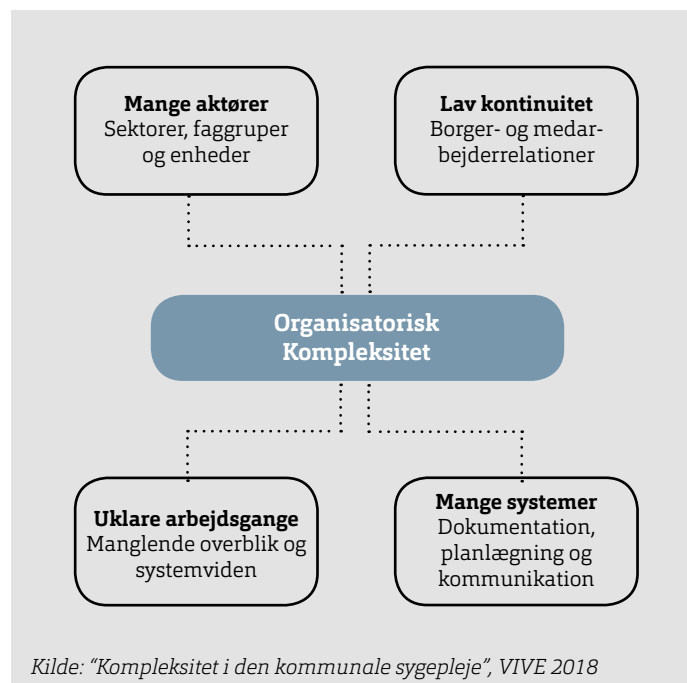 Mange aktører
Sektorer, faggruper
og enheder
Lav kontinuitet
Borger- og medar-
bejderrelationer
Organisatorisk
Kompleksitet
Uklare arbejdsgange
Manglende overblik og
systemviden
Mange systemer
Dokumentation,
planlægning og
kommunikation
Kilde: “Kompleksitet i den kommunale sygepleje”, VIVE 2018